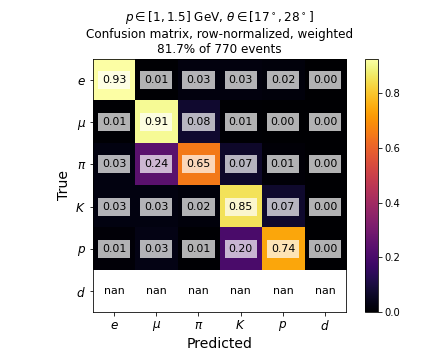 p ∈ [1, 1.5] GeV, θ ∈ [17°, 28°]
Confusion matrix, row-normalized, weighted
81.7% of 770 events
e 0.93 0.01 0.03 0.03 0.02 0.00
μ 0.01 0.91 0.08 0.01 0.00 0.00
π 0.03 0.24 0.65 0.07 0.01 0.00
K 0.03 0.03 0.02 0.85 0.07 0.00
p 0.01 0.03 0.01 0.20 0.74 0.00
d nan nan nan nan nan nan
e μ π K p d
Predicted
True
0.8
0.6
0.4
0.2
0.0